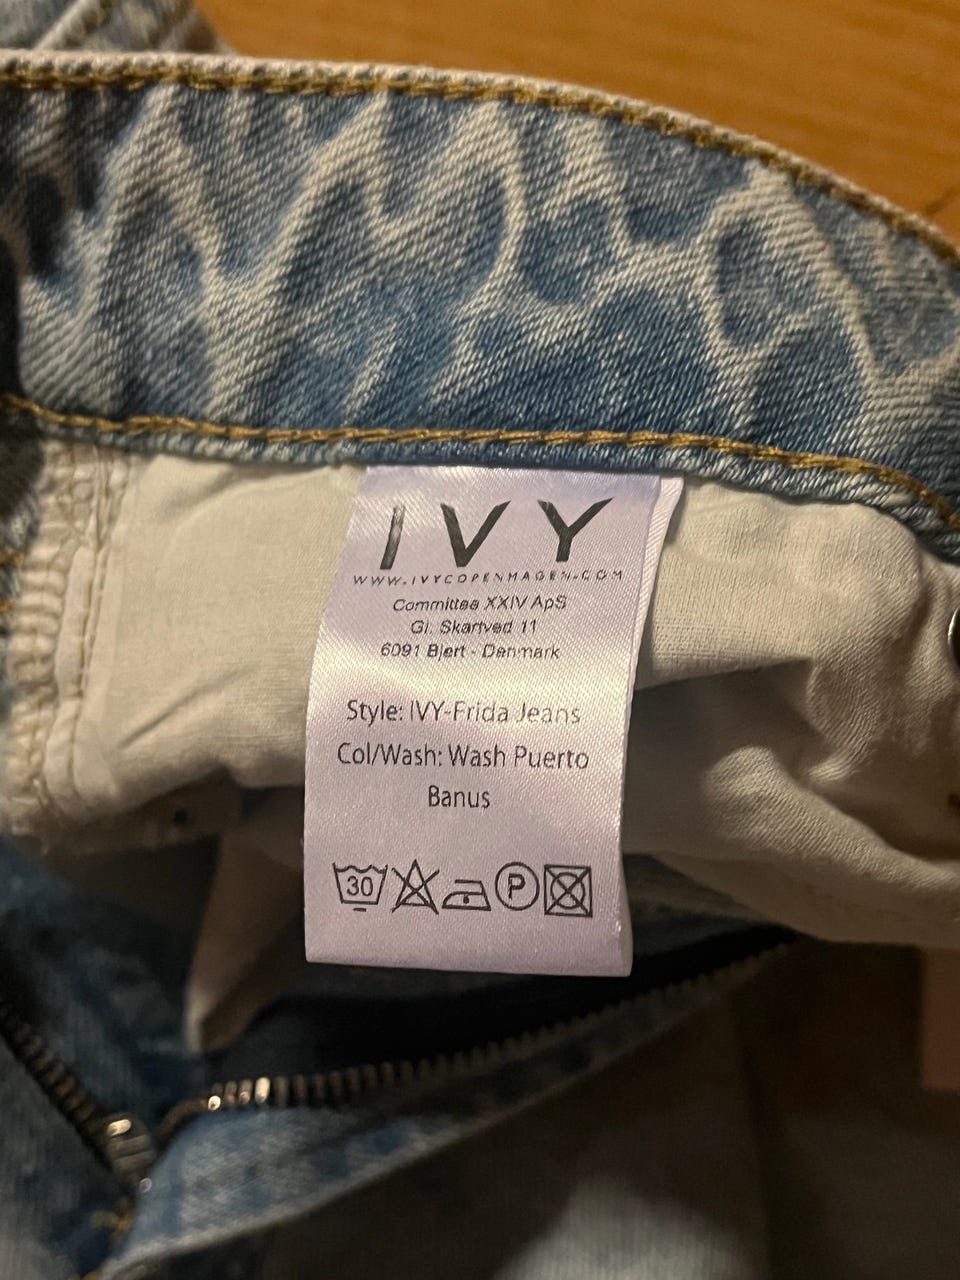 IVY
WWW.IVYCOPENHAGEN.COM
Committee XXIV ApS
Gl. Skartved 11
6091 Bjert - Denmark
Style: IVY-Frida Jeans
Col/Wash: Wash Puerto
Banus
30 P